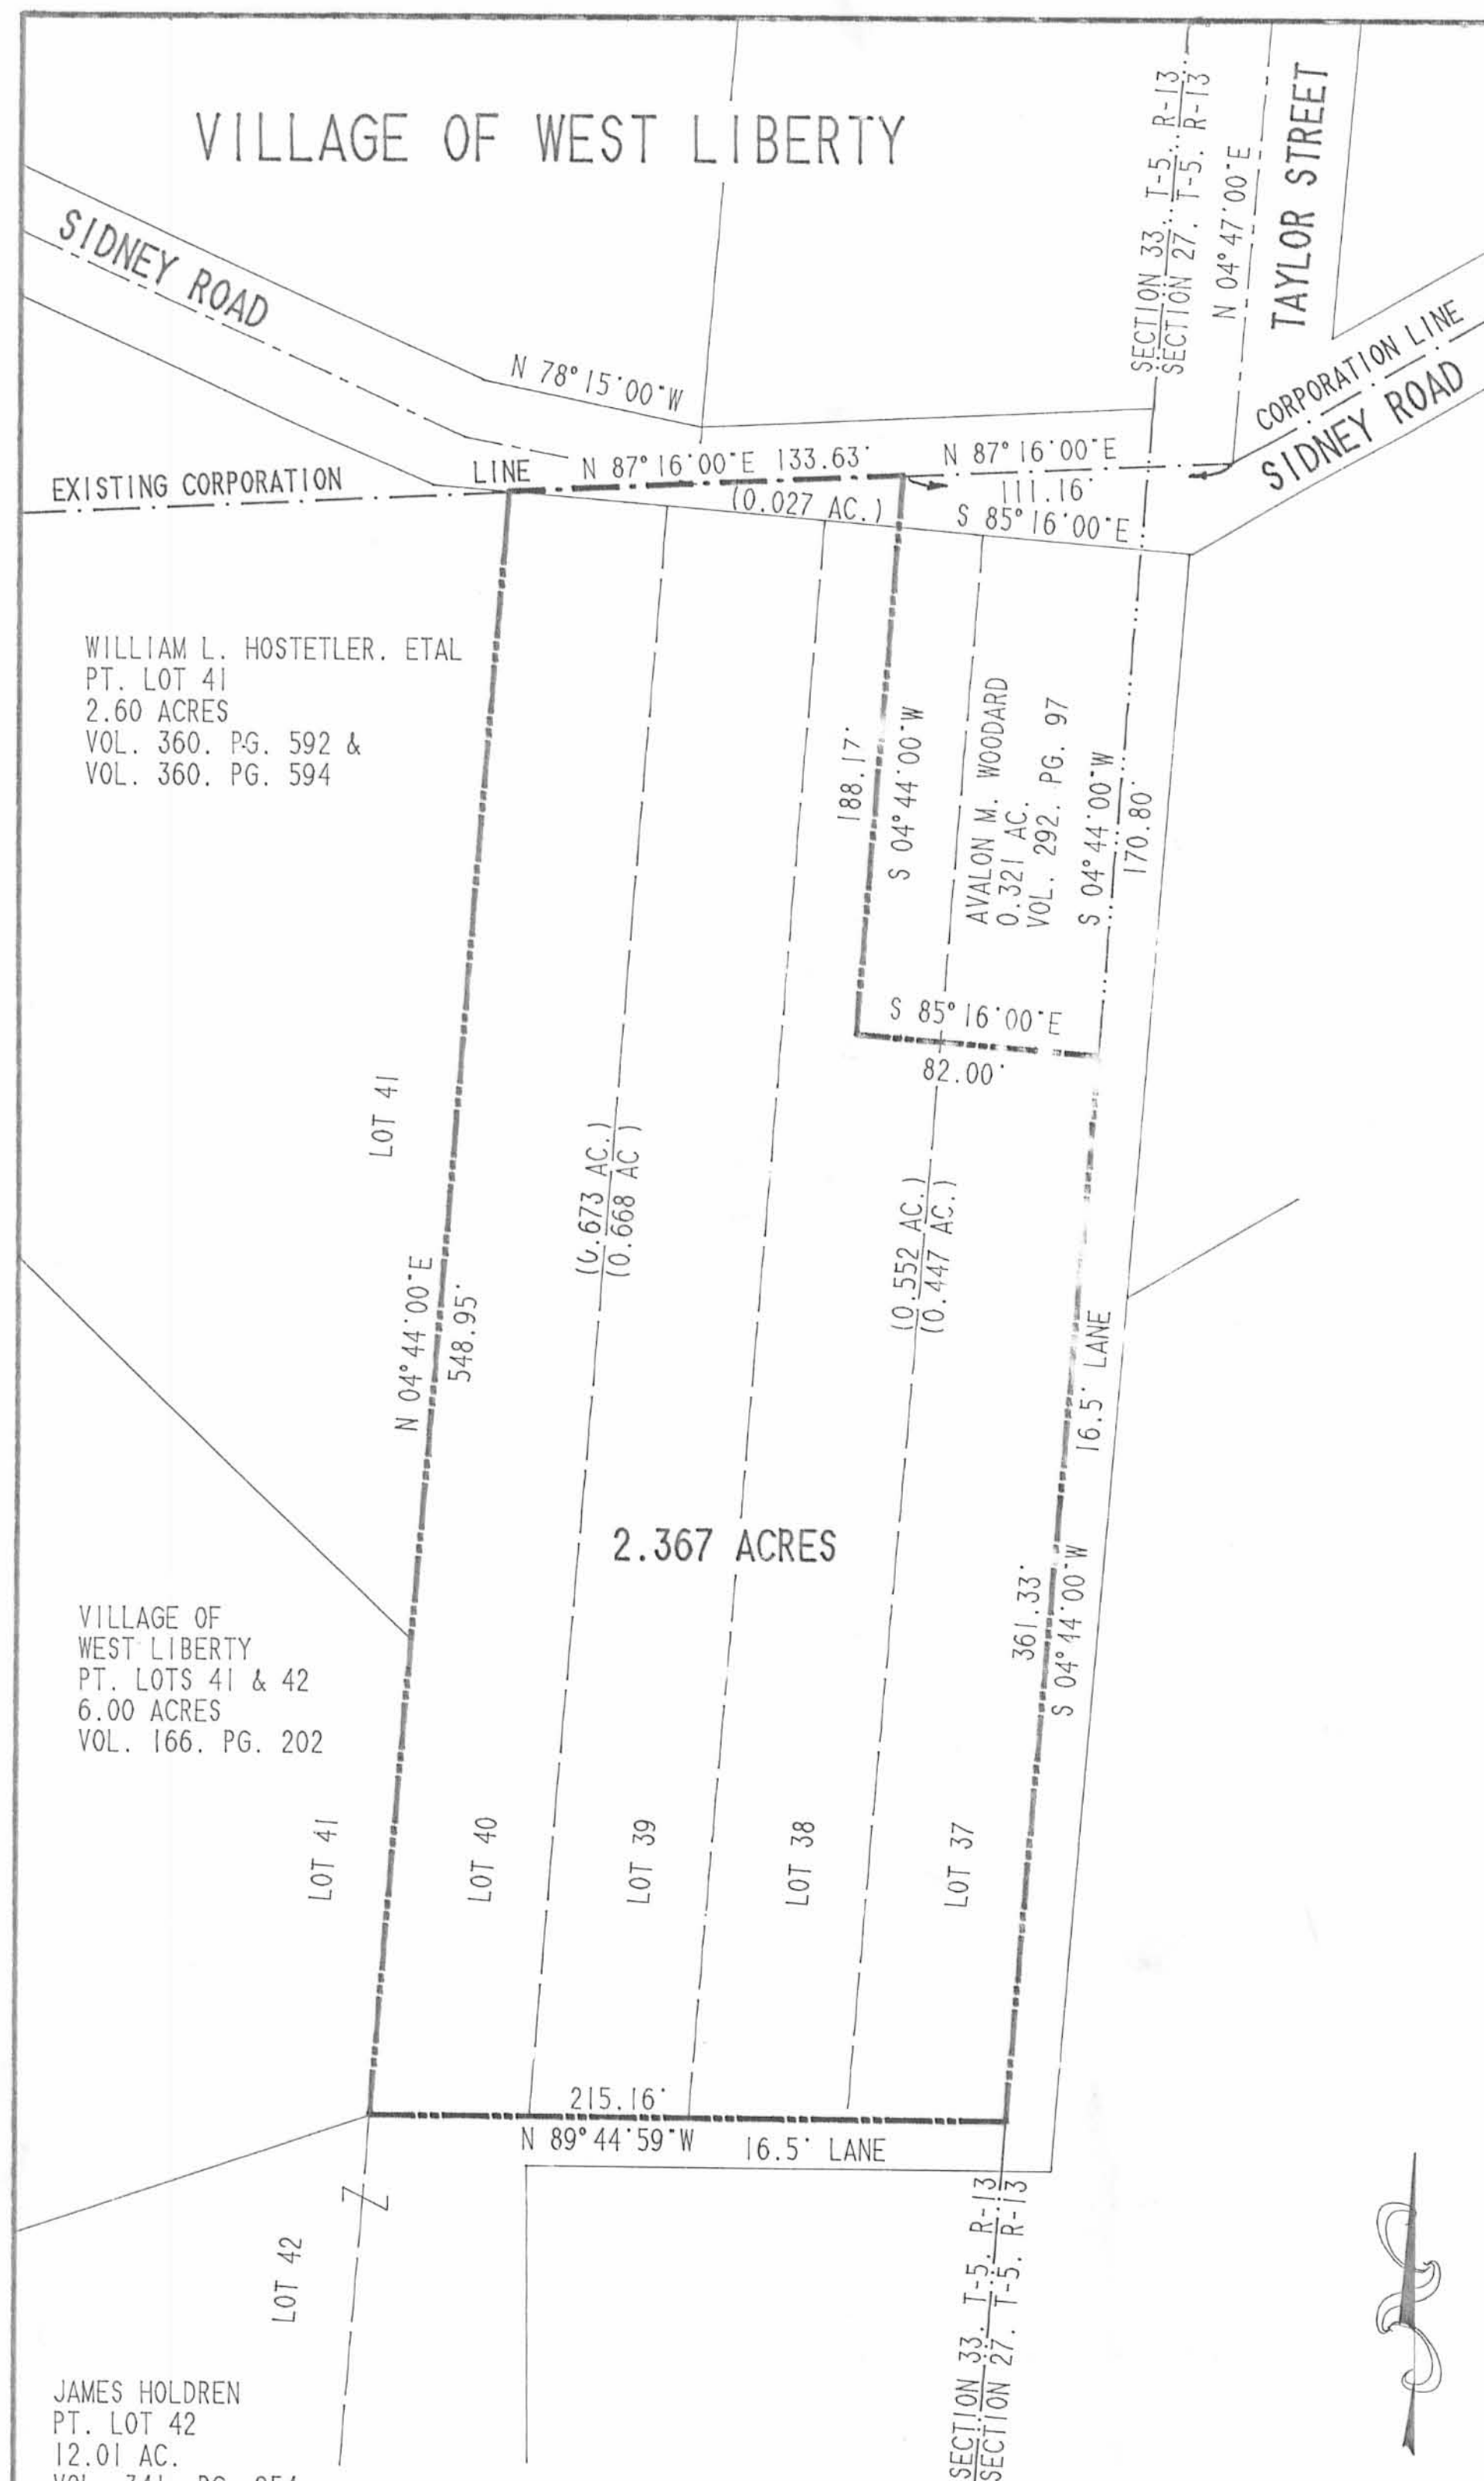 VILLAGE OF WEST LIBERTY
SECTION 33. T-5. R-13
SECTION 27. T-5. R-13
N 04°47'00"E
TAYLOR STREET
SIDNEY ROAD
N 78°15'00"W
CORPORATION LINE
SIDNEY ROAD
EXISTING CORPORATION LINE
N 87°16'00"E 133.63'
N 87°16'00"E
111.16'
(0.027 AC.)
S 85°16'00"E
WILLIAM L. HOSTETLER. ETAL
PT. LOT 41
2.60 ACRES
VOL. 360. PG. 592 &
VOL. 360. PG. 594
188.17'
S 04°44'00"W
AVALON M. WOODARD
0.321 AC.
VOL. 292. PG. 97
S 04°44'00"W
170.80'
S 85°16'00"E
82.00'
LOT 41
(0.673 AC.)
(0.668 AC.)
(0.552 AC.)
(0.447 AC.)
N 04°44'00"E
548.95'
16.5' LANE
2.367 ACRES
361.33'
S 04°44'00"W
VILLAGE OF
WEST LIBERTY
PT. LOTS 41 & 42
6.00 ACRES
VOL. 166. PG. 202
LOT 41
LOT 40
LOT 39
LOT 38
LOT 37
215.16'
N 89°44'59"W
16.5' LANE
LOT 42
SECTION 33. T-5. R-13
SECTION 27. T-5. R-13
JAMES HOLDREN
PT. LOT 42
12.01 AC.